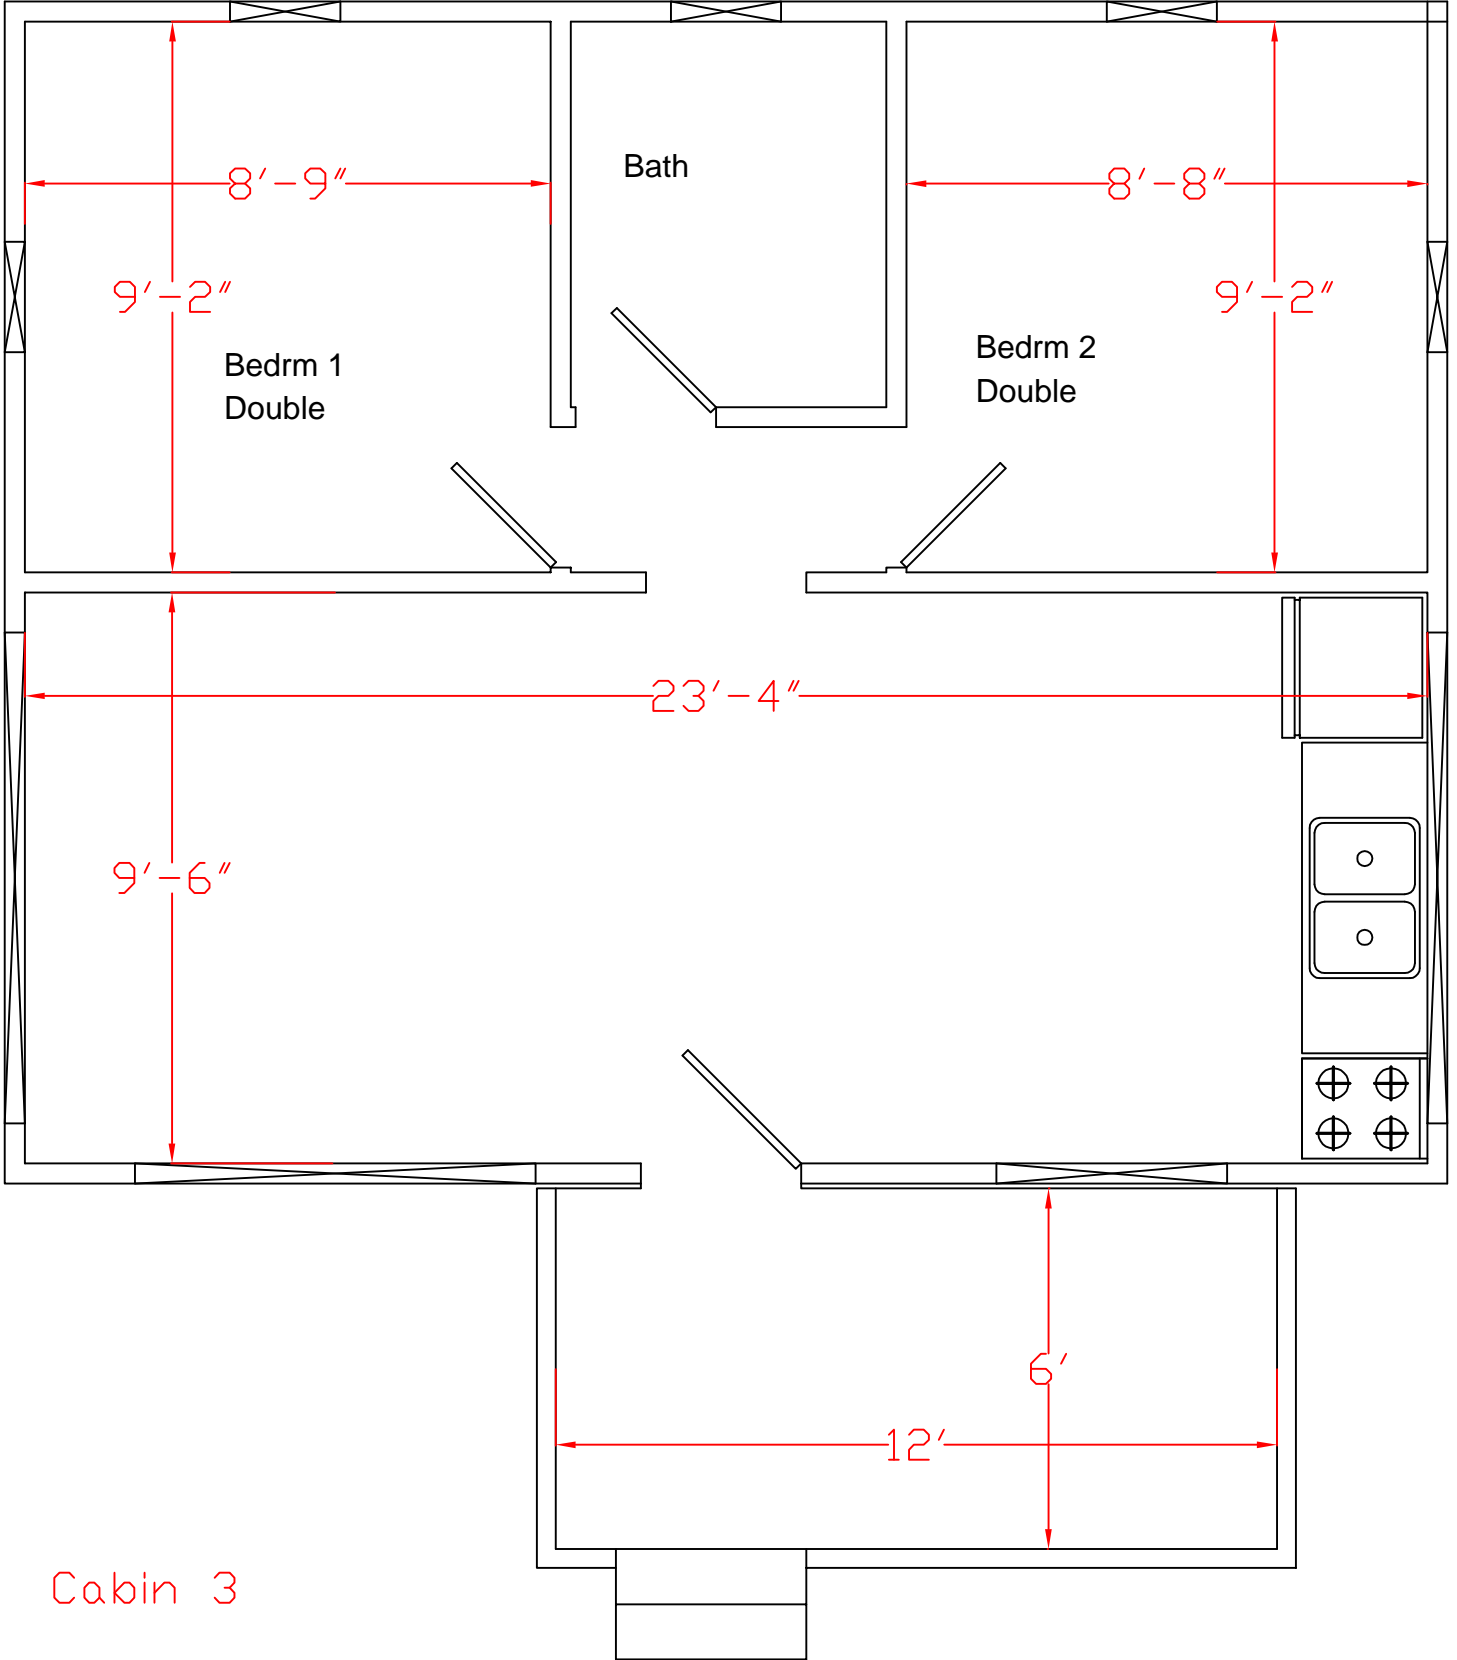 Bath
8'-9"
8'-8"
9'-2"
9'-2"
Bedrm 1
Double
Bedrm 2
Double
23'-4"
9'-6"
6'
12'
Cabin 3